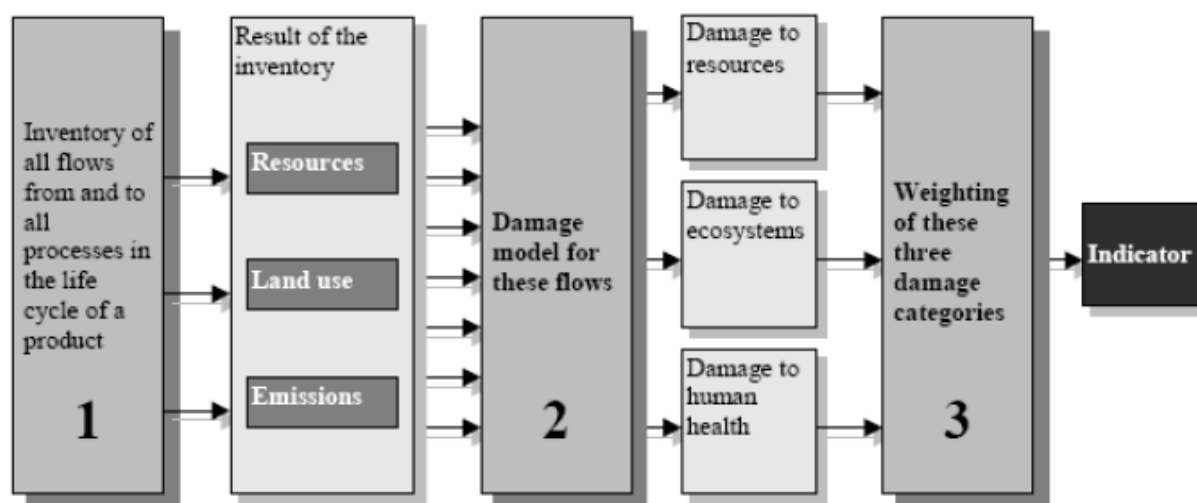 Inventory of
all flows
from and to
all
processes in
the life
cycle of a
product
1
Result of the
inventory
Resources
Land use
Emissions
Damage
model for
these flows
2
Damage to
resources
Damage to
ecosystems
Damage to
human
health
Weighting
of these
three
damage
categories
3
Indicator